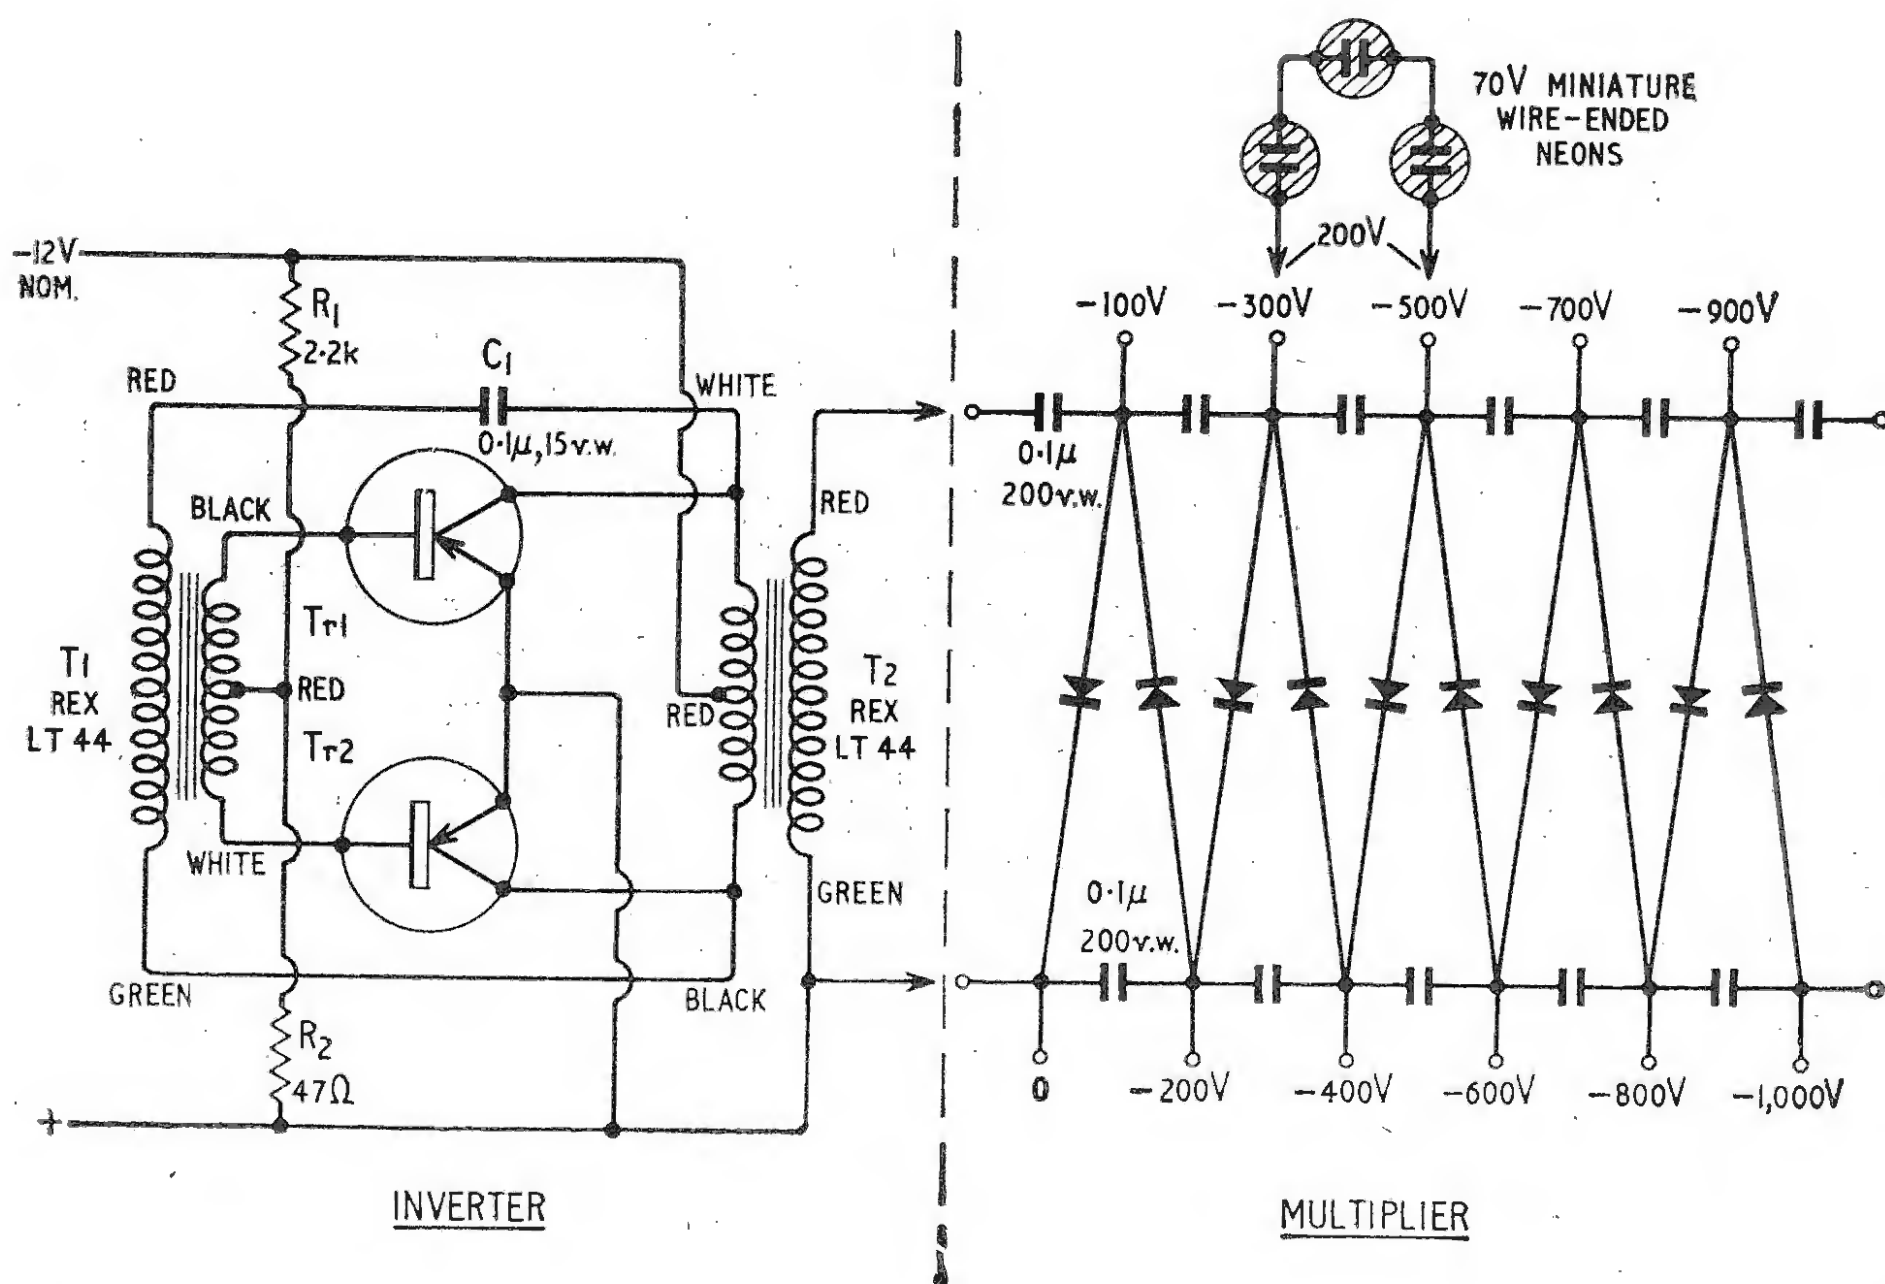 70V MINIATURE
WIRE-ENDED
NEONS
200V
-12V
NOM.
R1
2·2k
-100V
-300V
-500V
-700V
-900V
RED
C1
0·1μ, 15v.w.
WHITE
0·1μ
200v.w.
BLACK
RED
Tr1
T1
REX
LT 44
RED
Tr2
RED
T2
REX
LT 44
WHITE
GREEN
0·1μ
200v.w.
GREEN
BLACK
R2
47Ω
+
0
-200V
-400V
-600V
-800V
-1,000V
INVERTER
MULTIPLIER